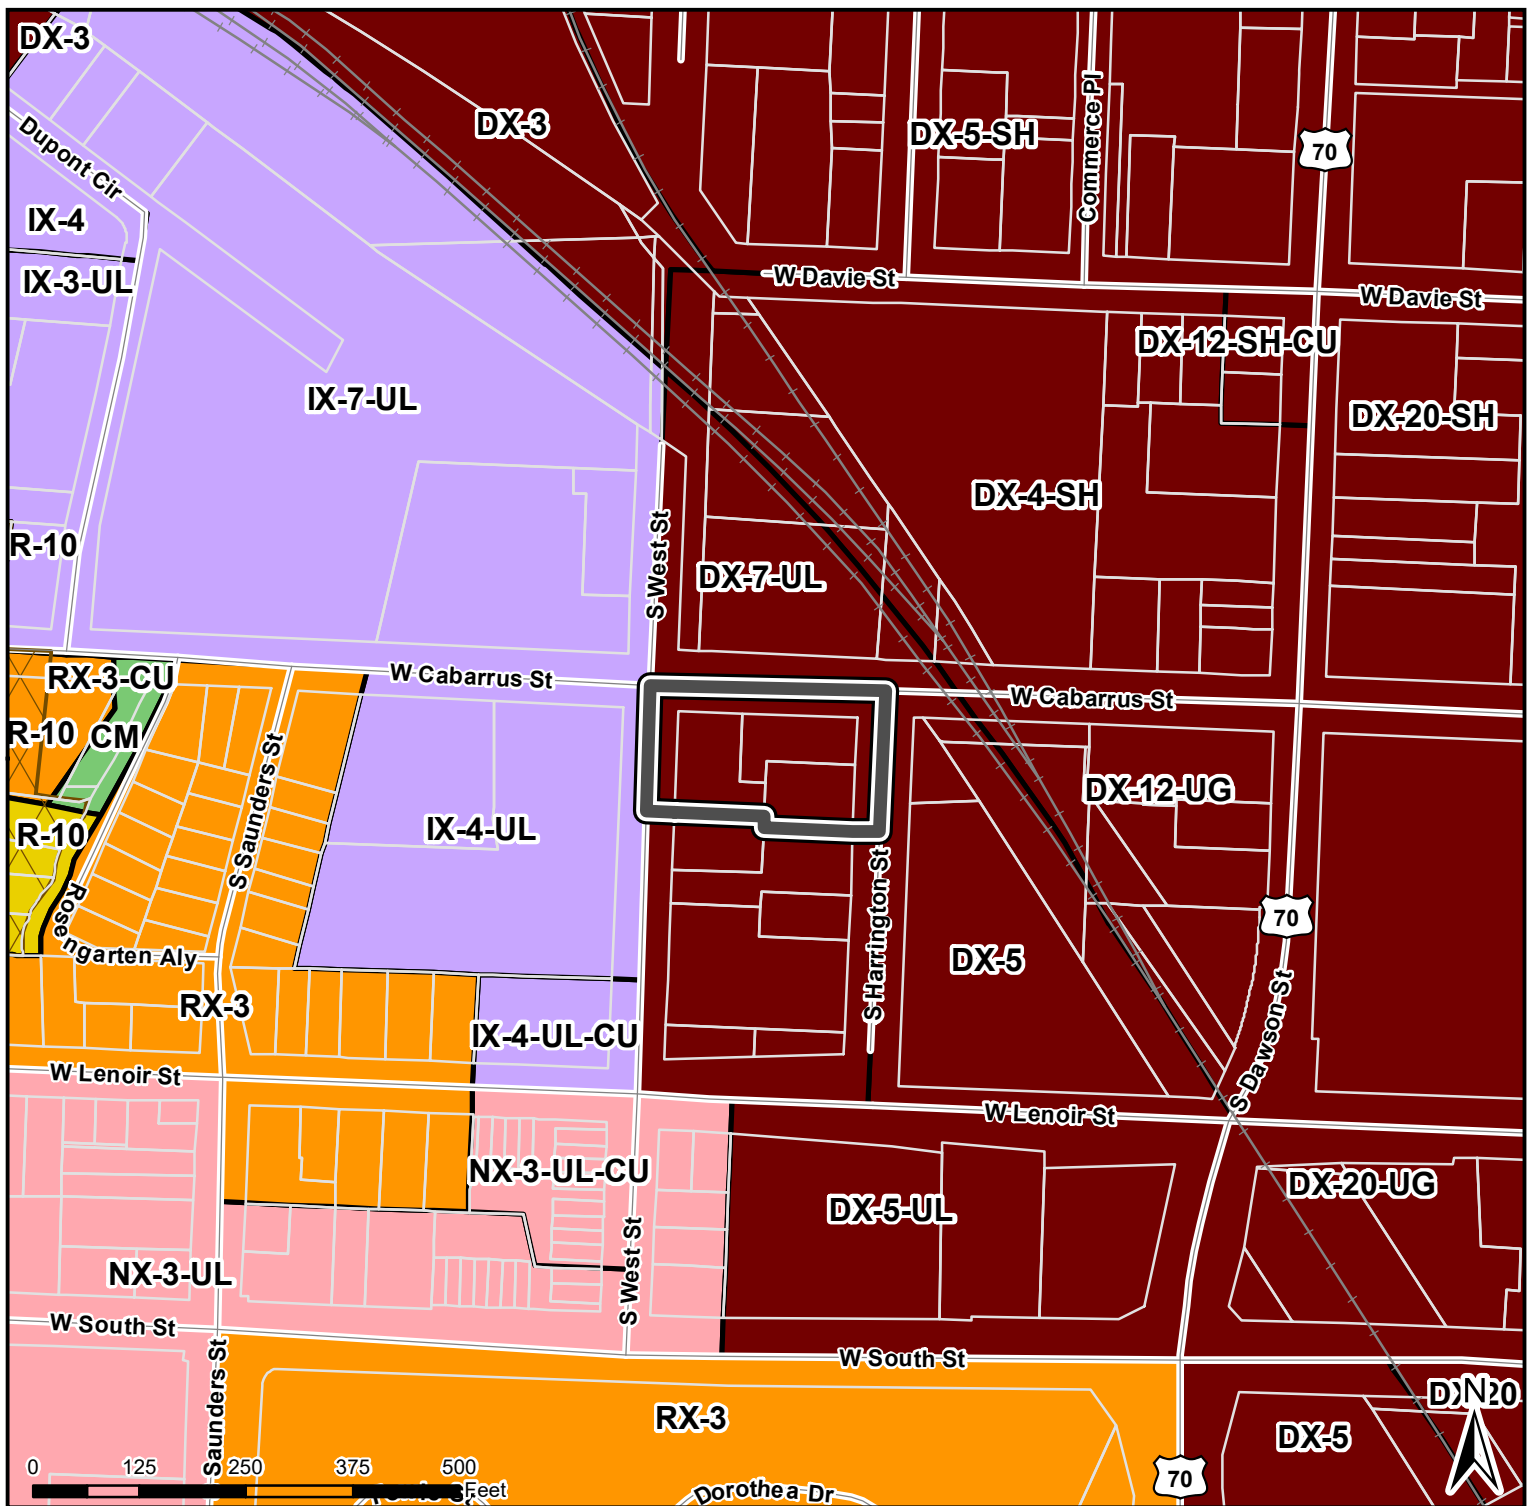 DX-3
DX-3
DX-5-SH
Commerce Pl
70
Dupont Cir
IX-4
IX-3-UL
W Davie St
W Davie St
DX-12-SH-CU
IX-7-UL
DX-20-SH
DX-4-SH
R-10
S West St
DX-7-UL
RX-3-CU
W Cabarrus St
W Cabarrus St
R-10
CM
S Saunders St
DX-12-UG
R-10
IX-4-UL
S Harrington St
70
Rosengarten Aly
DX-5
RX-3
S Dawson St
IX-4-UL-CU
W Lenoir St
W Lenoir St
NX-3-UL-CU
DX-20-UG
DX-5-UL
S West St
NX-3-UL
W South St
W South St
Saunders St
DX-20
N
RX-3
DX-5
0 125 250 375 500
Feet
70
Dorothea Dr